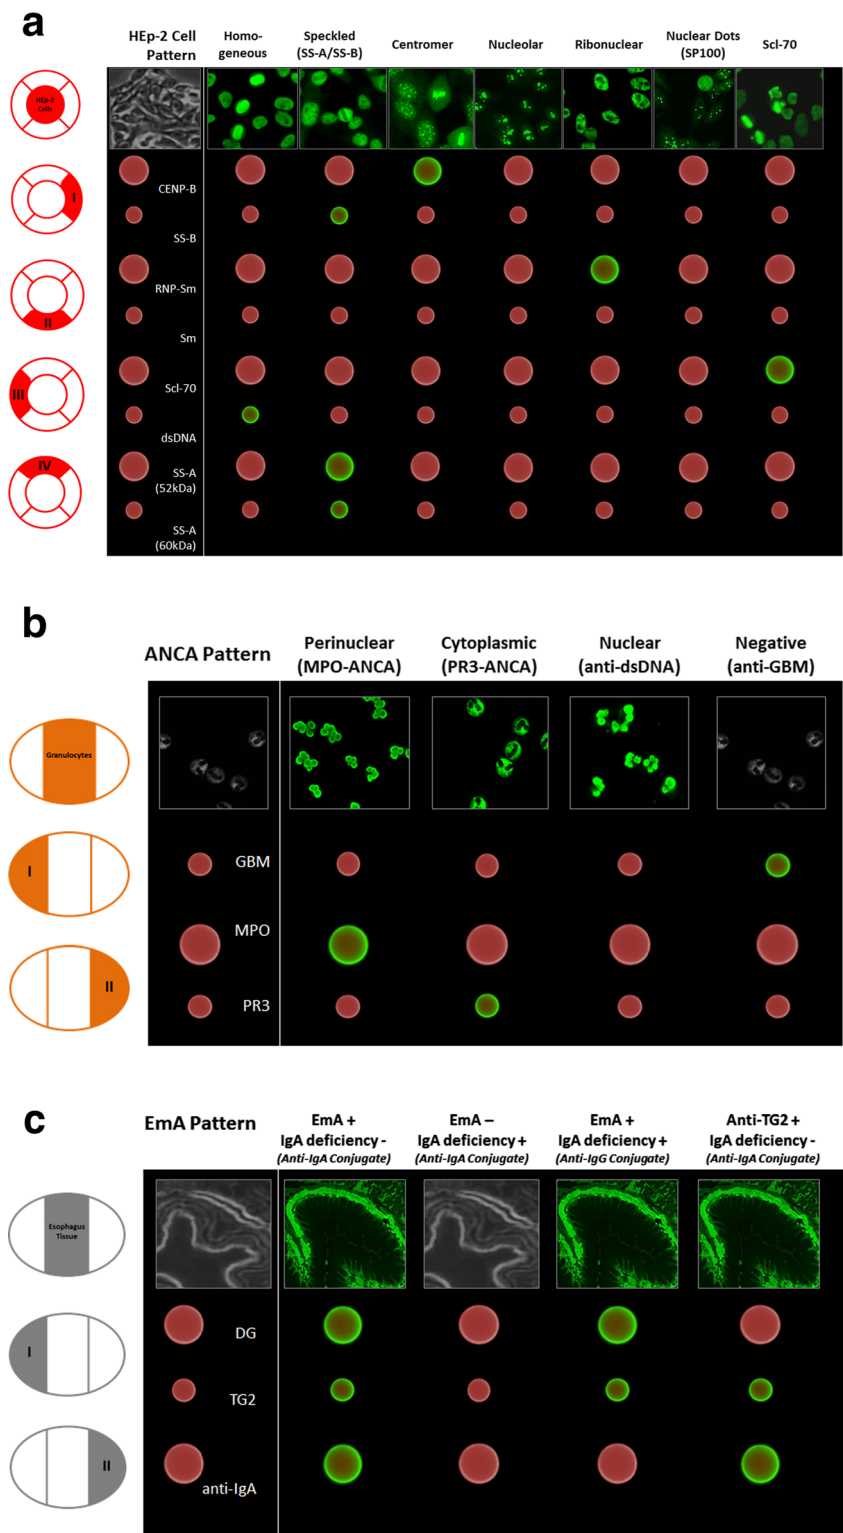 a
HEp-2 Cell
Pattern
Homo-
geneous
Speckled
(SS-A/SS-B)
Centromer
Nucleolar
Ribonuclear
Nuclear Dots
(SP100)
Scl-70
HEp-2
Cells
I
CENP-B
SS-B
II
RNP-Sm
Sm
III
Scl-70
dsDNA
IV
SS-A
(52kDa)
SS-A
(60kDa)
b
ANCA Pattern
Perinuclear
(MPO-ANCA)
Cytoplasmic
(PR3-ANCA)
Nuclear
(anti-dsDNA)
Negative
(anti-GBM)
Granulocytes
I
GBM
MPO
II
PR3
c
EmA Pattern
EmA +
IgA deficiency -
(Anti-IgA Conjugate)
EmA –
IgA deficiency +
(Anti-IgA Conjugate)
EmA +
IgA deficiency +
(Anti-IgG Conjugate)
Anti-TG2 +
IgA deficiency -
(Anti-IgA Conjugate)
Esophagus
Tissue
I
DG
TG2
II
anti-IgA